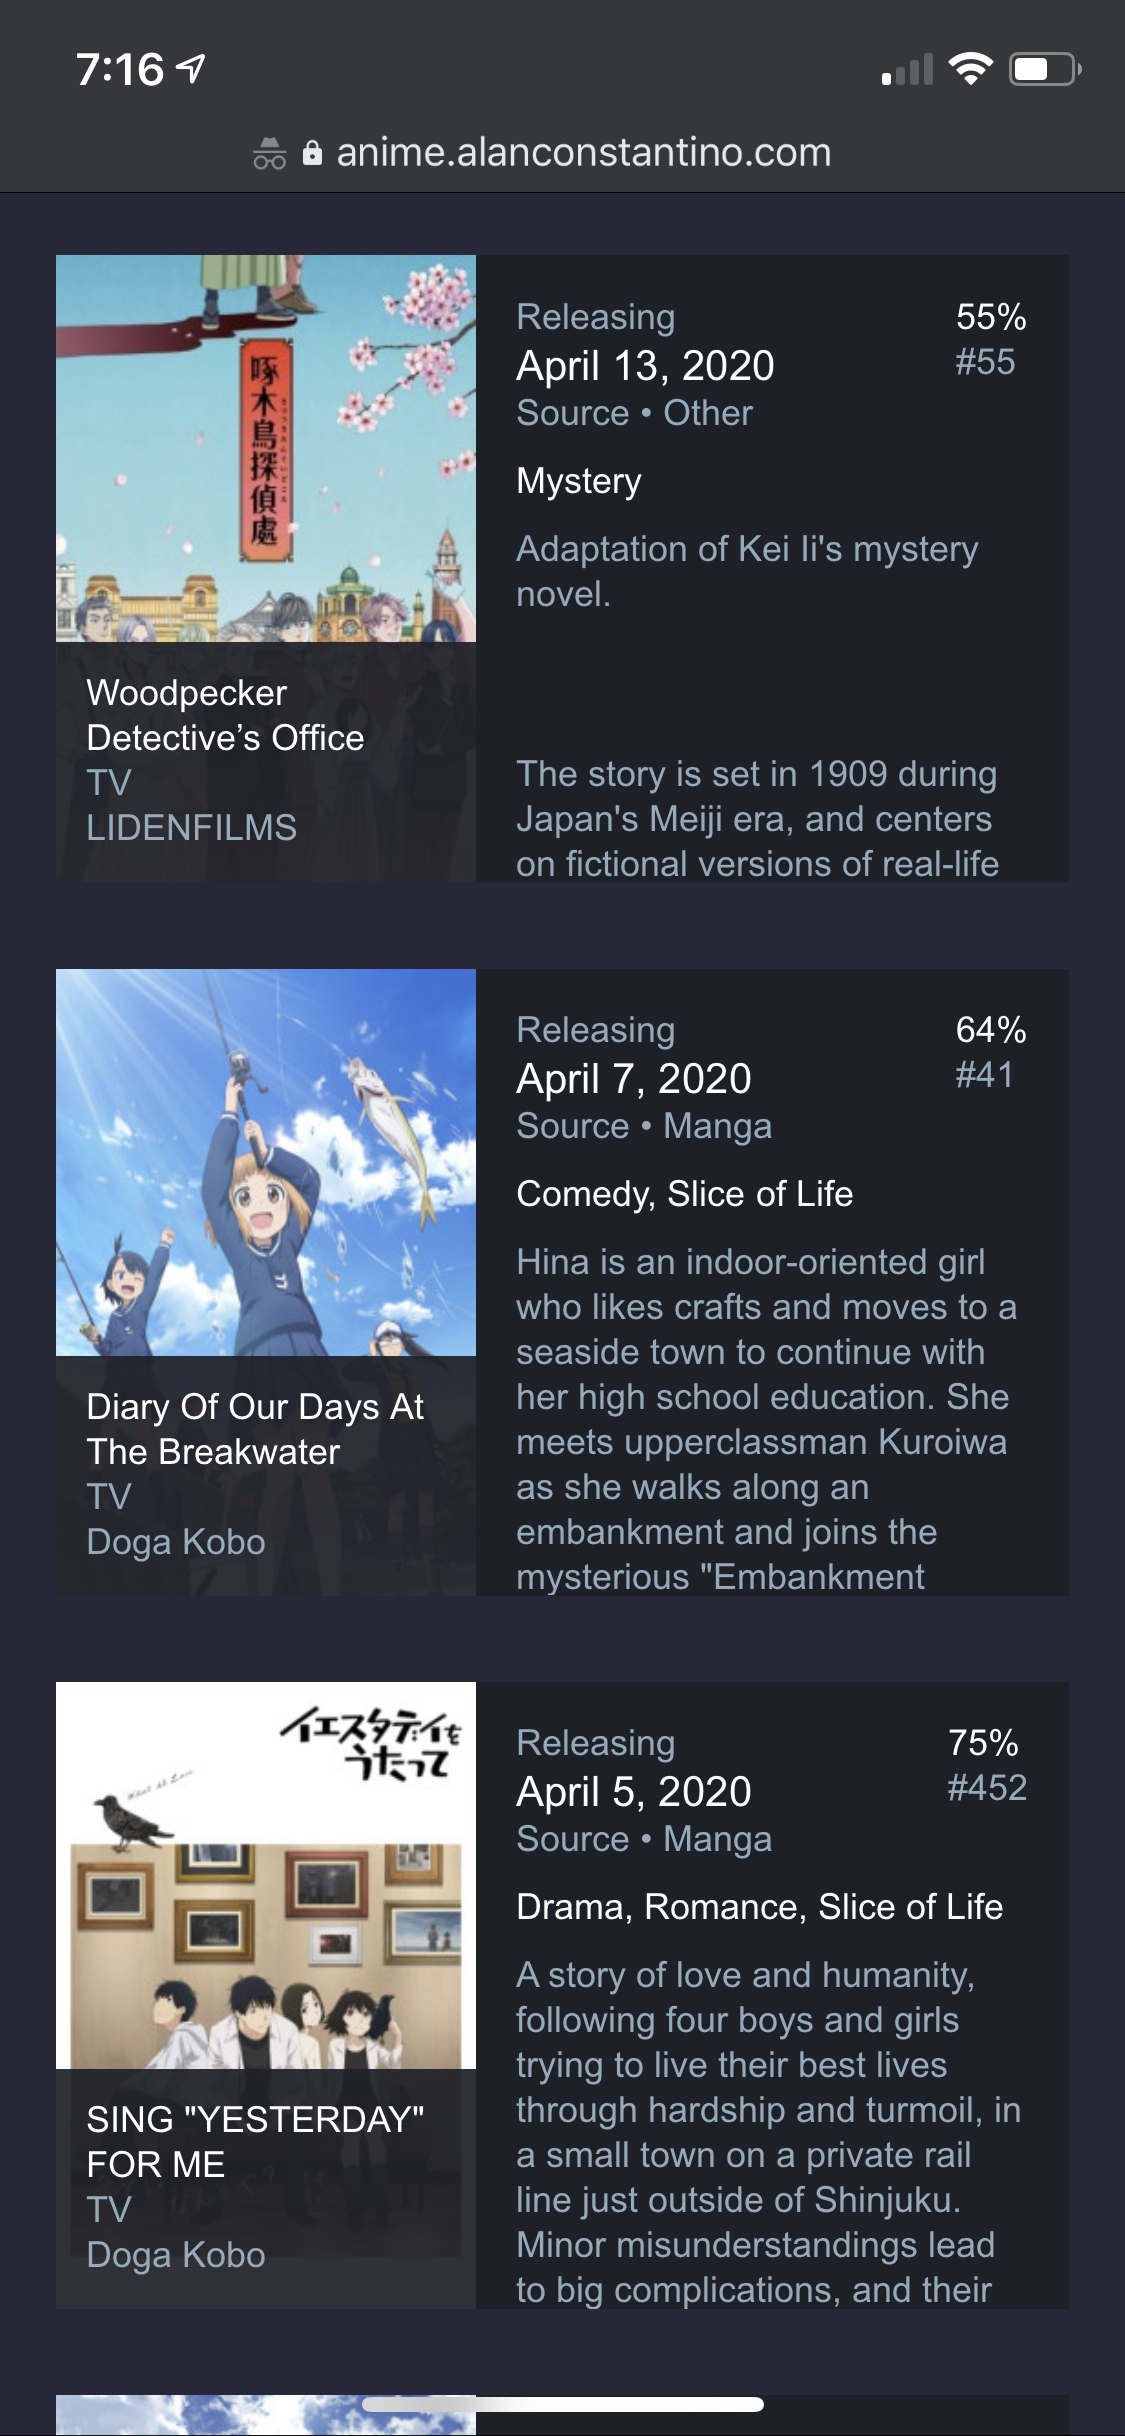 7:16
anime.alanconstantino.com
啄木鳥探偵處
Releasing
55%
April 13, 2020
#55
Source • Other
Mystery
Adaptation of Kei Ii's mystery
novel.
The story is set in 1909 during
Japan's Meiji era, and centers
on fictional versions of real-life
Woodpecker
Detective’s Office
TV
LIDENFILMS
Releasing
64%
April 7, 2020
#41
Source • Manga
Comedy, Slice of Life
Hina is an indoor-oriented girl
who likes crafts and moves to a
seaside town to continue with
her high school education. She
meets upperclassman Kuroiwa
as she walks along an
embankment and joins the
mysterious "Embankment
Diary Of Our Days At
The Breakwater
TV
Doga Kobo
イエスタデイを
うたって
Releasing
75%
April 5, 2020
#452
Source • Manga
Drama, Romance, Slice of Life
A story of love and humanity,
following four boys and girls
trying to live their best lives
through hardship and turmoil, in
a small town on a private rail
line just outside of Shinjuku.
Minor misunderstandings lead
to big complications, and their
SING "YESTERDAY"
FOR ME
TV
Doga Kobo